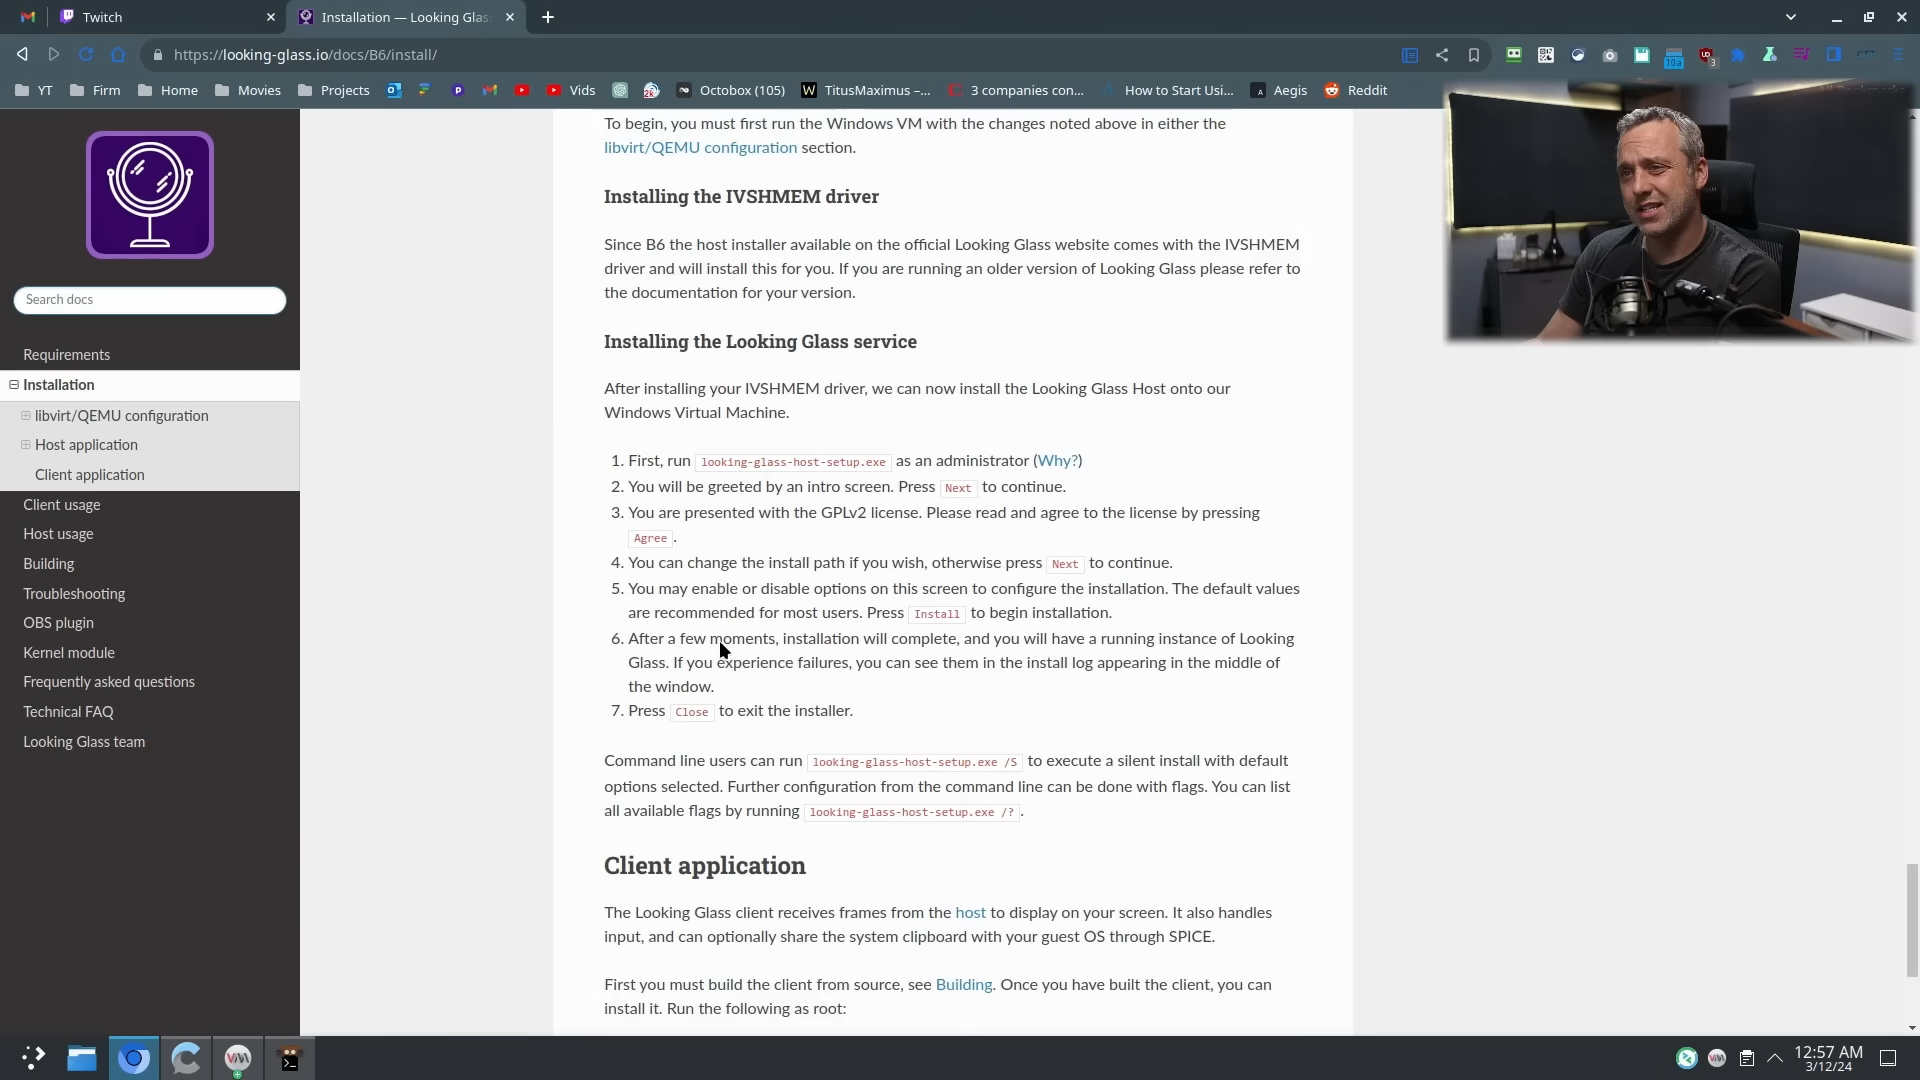 Twitch
Installation — Looking Glas
https://looking-glass.io/docs/B6/install/
10a
3
YT
Firm
Home
Movies
Projects
Vids
2k
Octobox (105)
TitusMaximus –...
3 companies con...
How to Start Usi...
Aegis
Reddit
Search docs
Requirements
Installation
libvirt/QEMU configuration
Host application
Client application
Client usage
Host usage
Building
Troubleshooting
OBS plugin
Kernel module
Frequently asked questions
Technical FAQ
Looking Glass team
To begin, you must first run the Windows VM with the changes noted above in either the
libvirt/QEMU configuration section.
Installing the IVSHMEM driver
Since B6 the host installer available on the official Looking Glass website comes with the IVSHMEM
driver and will install this for you. If you are running an older version of Looking Glass please refer to
the documentation for your version.
Installing the Looking Glass service
After installing your IVSHMEM driver, we can now install the Looking Glass Host onto our
Windows Virtual Machine.
1. First, run looking-glass-host-setup.exe as an administrator (Why?)
2. You will be greeted by an intro screen. Press Next to continue.
3. You are presented with the GPLv2 license. Please read and agree to the license by pressing
Agree.
4. You can change the install path if you wish, otherwise press Next to continue.
5. You may enable or disable options on this screen to configure the installation. The default values
are recommended for most users. Press Install to begin installation.
6. After a few moments, installation will complete, and you will have a running instance of Looking
Glass. If you experience failures, you can see them in the install log appearing in the middle of
the window.
7. Press Close to exit the installer.
Command line users can run looking-glass-host-setup.exe /S to execute a silent install with default
options selected. Further configuration from the command line can be done with flags. You can list
all available flags by running looking-glass-host-setup.exe /?.
Client application
The Looking Glass client receives frames from the host to display on your screen. It also handles
input, and can optionally share the system clipboard with your guest OS through SPICE.
First you must build the client from source, see Building. Once you have built the client, you can
install it. Run the following as root:
12:57 AM
3/12/24